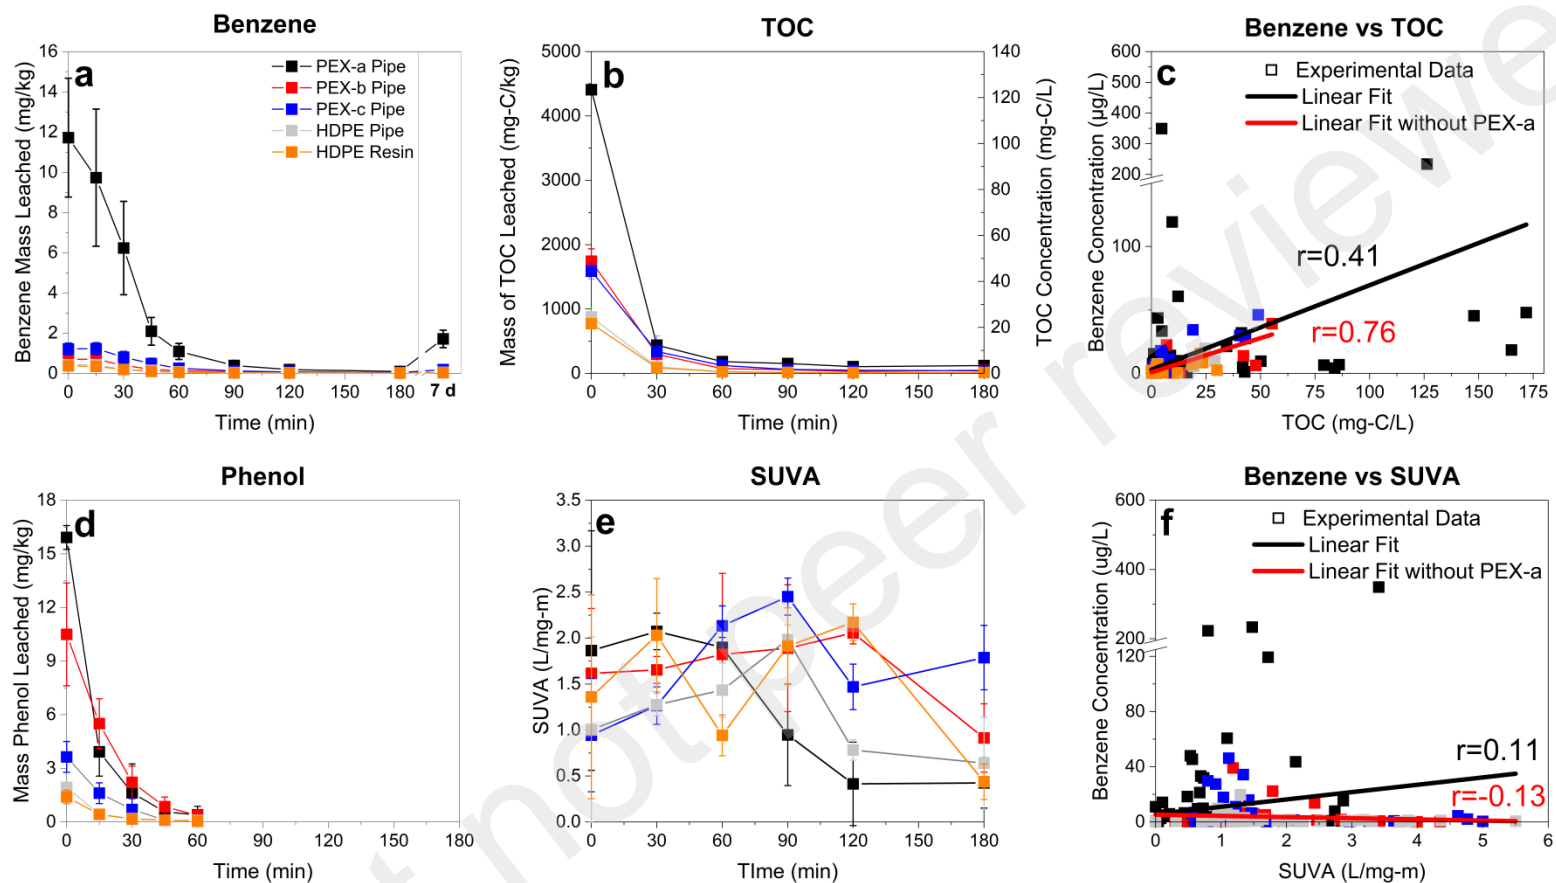 Benzene
a
Benzene Mass Leached (mg/kg)
16
14
12
10
8
6
4
2
0
PEX-a Pipe
PEX-b Pipe
PEX-c Pipe
HDPE Pipe
HDPE Resin
0 30 60 90 120 150 180 7 d
Time (min)
TOC
b
Mass of TOC Leached (mg-C/kg)
5000
4000
3000
2000
1000
0
140
120
100
80
60
40
20
0
TOC Concentration (mg-C/L)
0 30 60 90 120 150 180
Time (min)
Benzene vs TOC
c
Benzene Concentration (µg/L)
600
500
400
300
200
100
0
Experimental Data
Linear Fit
Linear Fit without PEX-a
r=0.41
r=0.76
0 25 50 75 100 125 150 175
TOC (mg-C/L)
Phenol
d
Mass Phenol Leached (mg/kg)
18
15
12
9
6
3
0
0 30 60 90 120 150 180
Time (min)
SUVA
e
SUVA (L/mg-m)
3.5
3.0
2.5
2.0
1.5
1.0
0.5
0.0
0 30 60 90 120 150 180
TIme (min)
Benzene vs SUVA
f
Benzene Concentration (ug/L)
600
400
200
120
80
40
0
Experimental Data
Linear Fit
Linear Fit without PEX-a
r=0.11
r=-0.13
0 1 2 3 4 5 6
SUVA (L/mg-m)
not peer reviewe